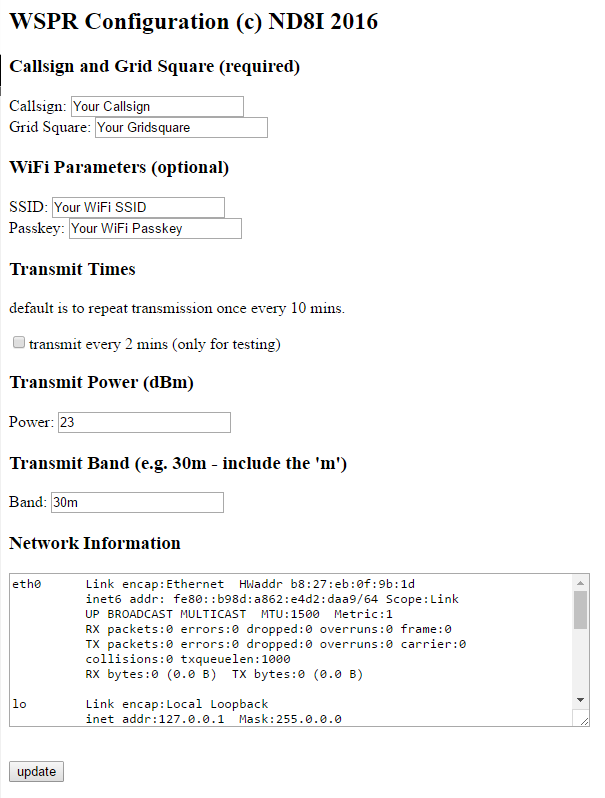 WSPR Configuration (c) ND8I 2016
Callsign and Grid Square (required)
Callsign: Your Callsign
Grid Square: Your Gridsquare
WiFi Parameters (optional)
SSID: Your WiFi SSID
Passkey: Your WiFi Passkey
Transmit Times
default is to repeat transmission once every 10 mins.
transmit every 2 mins (only for testing)
Transmit Power (dBm)
Power: 23
Transmit Band (e.g. 30m - include the 'm')
Band: 30m
Network Information
eth0 Link encap:Ethernet HWaddr b8:27:eb:0f:9b:1d
inet6 addr: fe80::b98d:a862:e4d2:daa9/64 Scope:Link
UP BROADCAST MULTICAST MTU:1500 Metric:1
RX packets:0 errors:0 dropped:0 overruns:0 frame:0
TX packets:0 errors:0 dropped:0 overruns:0 carrier:0
collisions:0 txqueuelen:1000
RX bytes:0 (0.0 B) TX bytes:0 (0.0 B)
lo Link encap:Local Loopback
inet addr:127.0.0.1 Mask:255.0.0.0
update